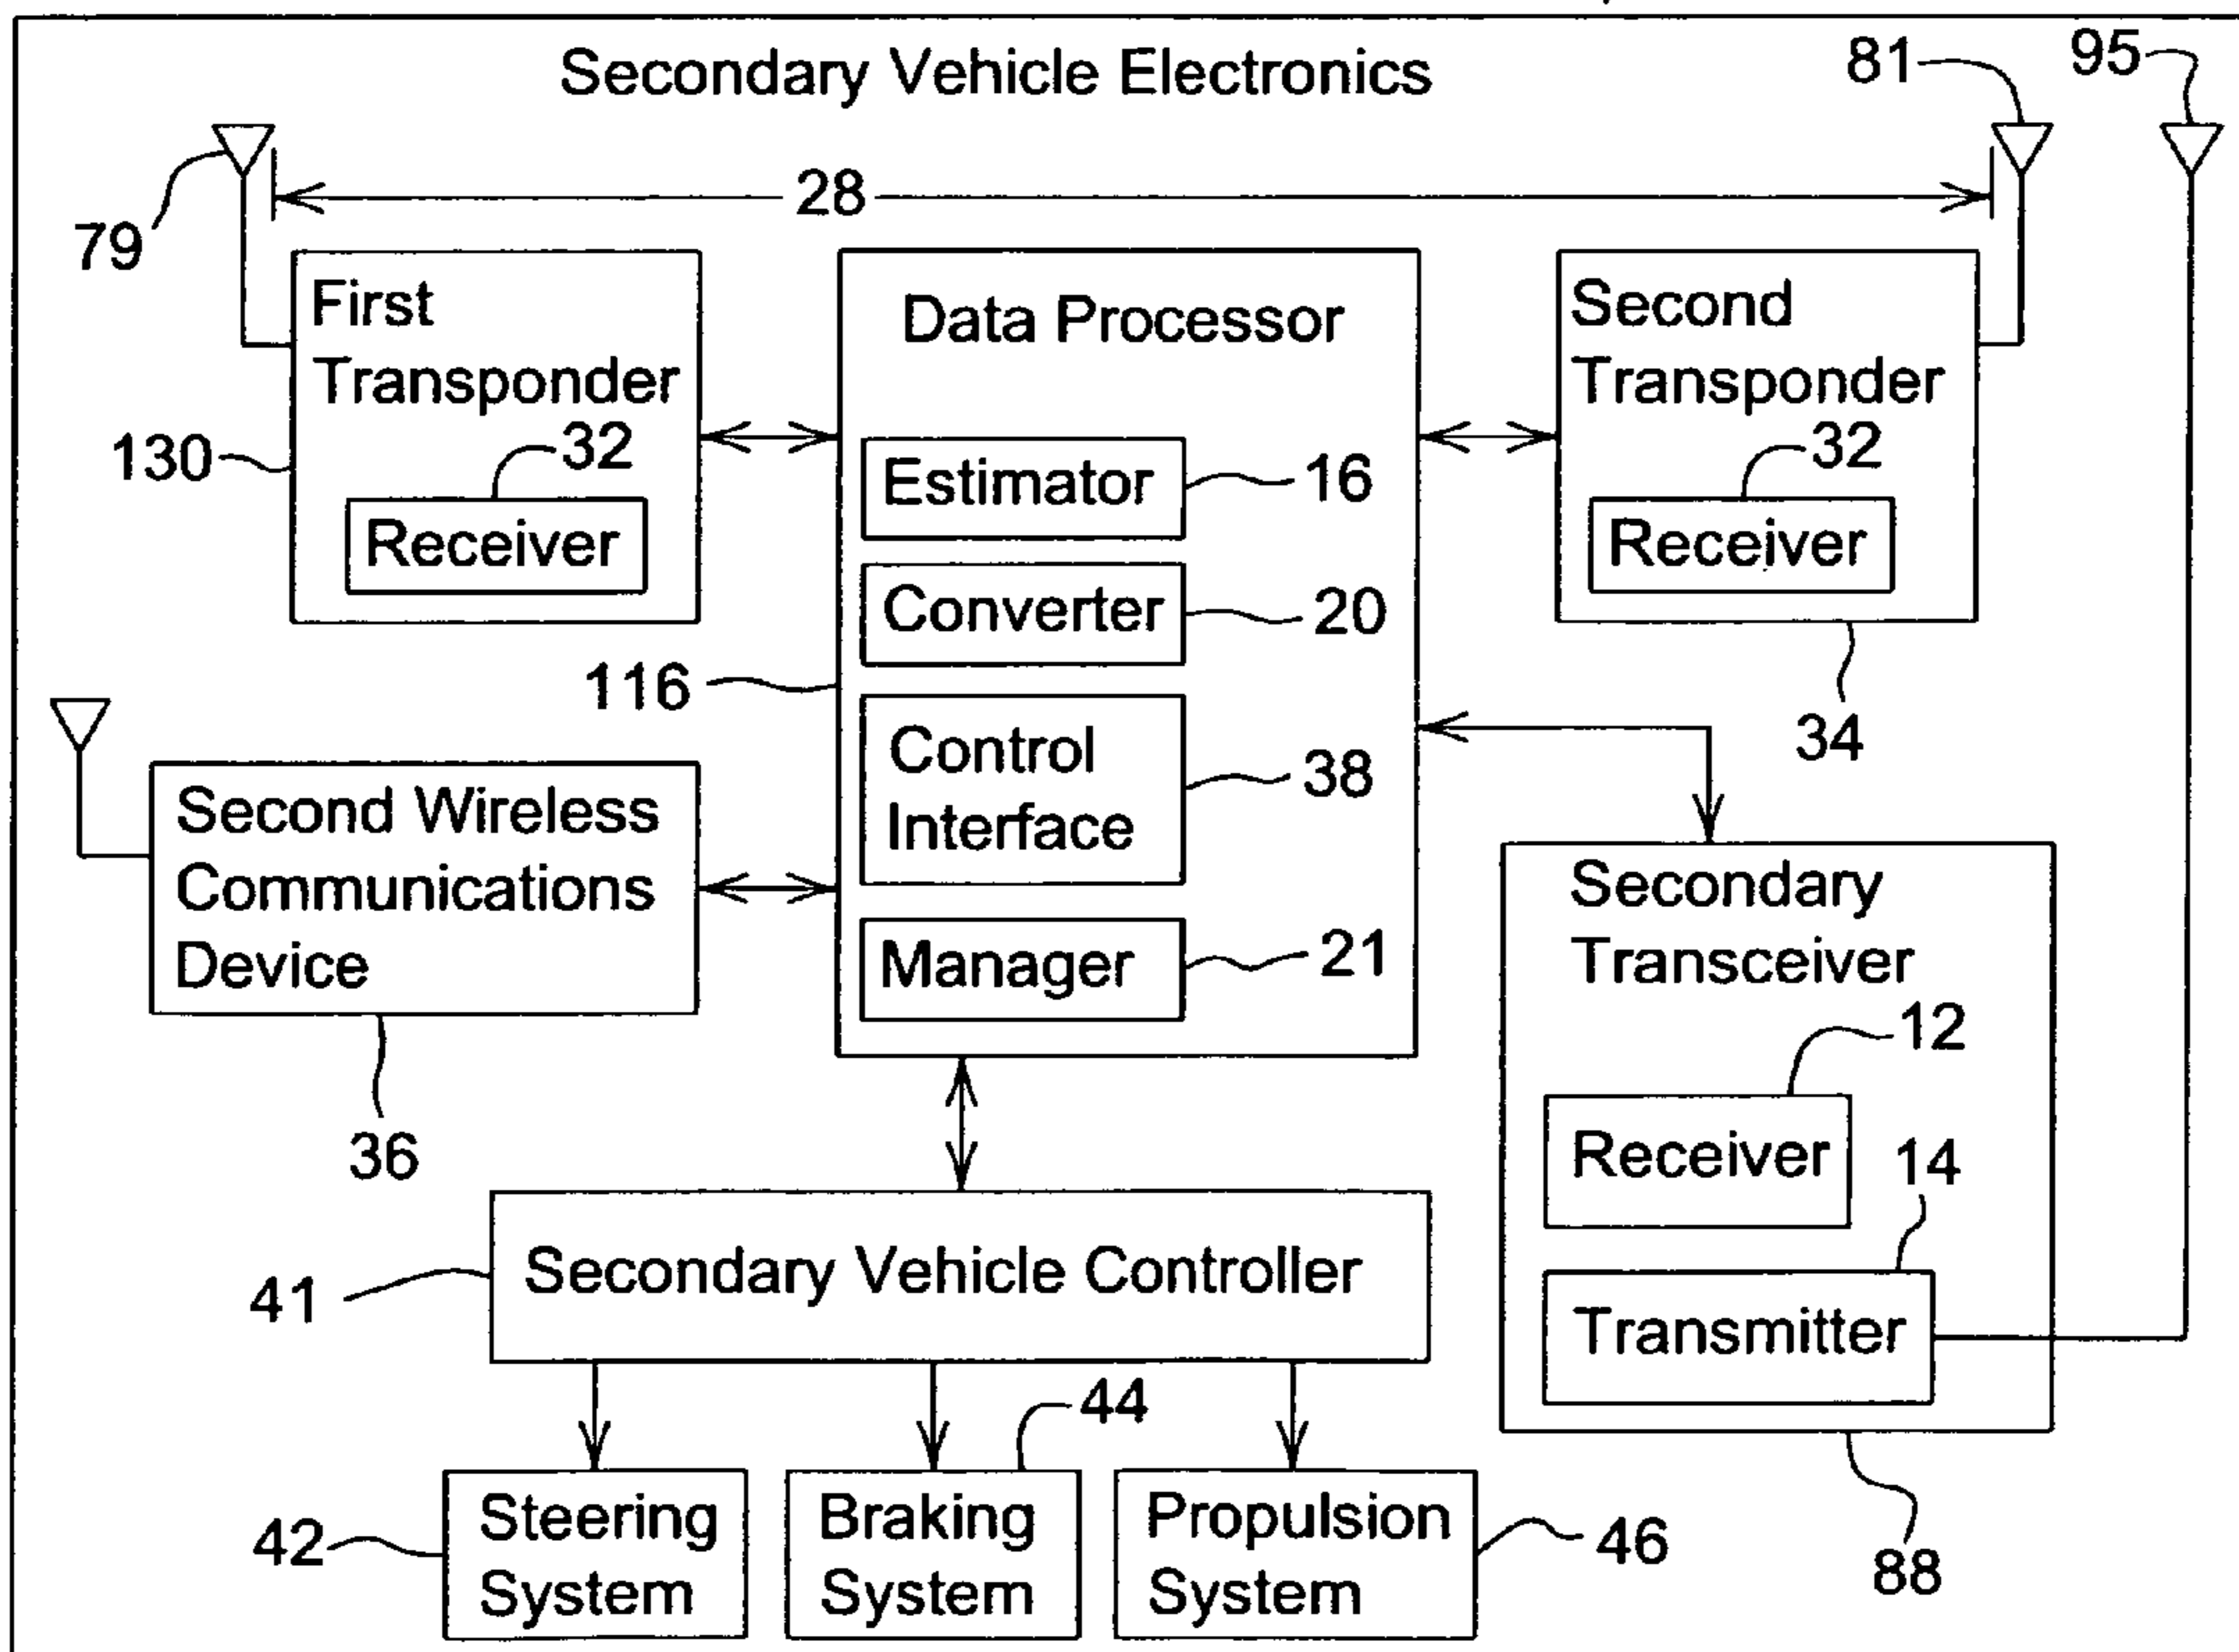 Secondary Vehicle Electronics
81
95
79
28
First
Transponder
32
Receiver
130
Data Processor
Estimator
16
Converter
20
116
Control
Interface
38
Manager
21
Second
Transponder
32
Receiver
34
Second Wireless
Communications
Device
36
Secondary
Transceiver
12
Receiver
14
Transmitter
88
41
Secondary Vehicle Controller
42
Steering
System
44
Braking
System
Propulsion
System
46